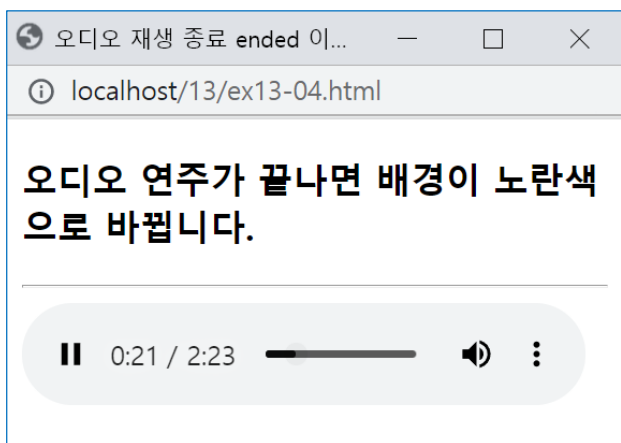 오디오 재생 종료 ended 이...
localhost/13/ex13-04.html
오디오 연주가 끝나면 배경이 노란색
으로 바뀝니다.
0:21 / 2:23